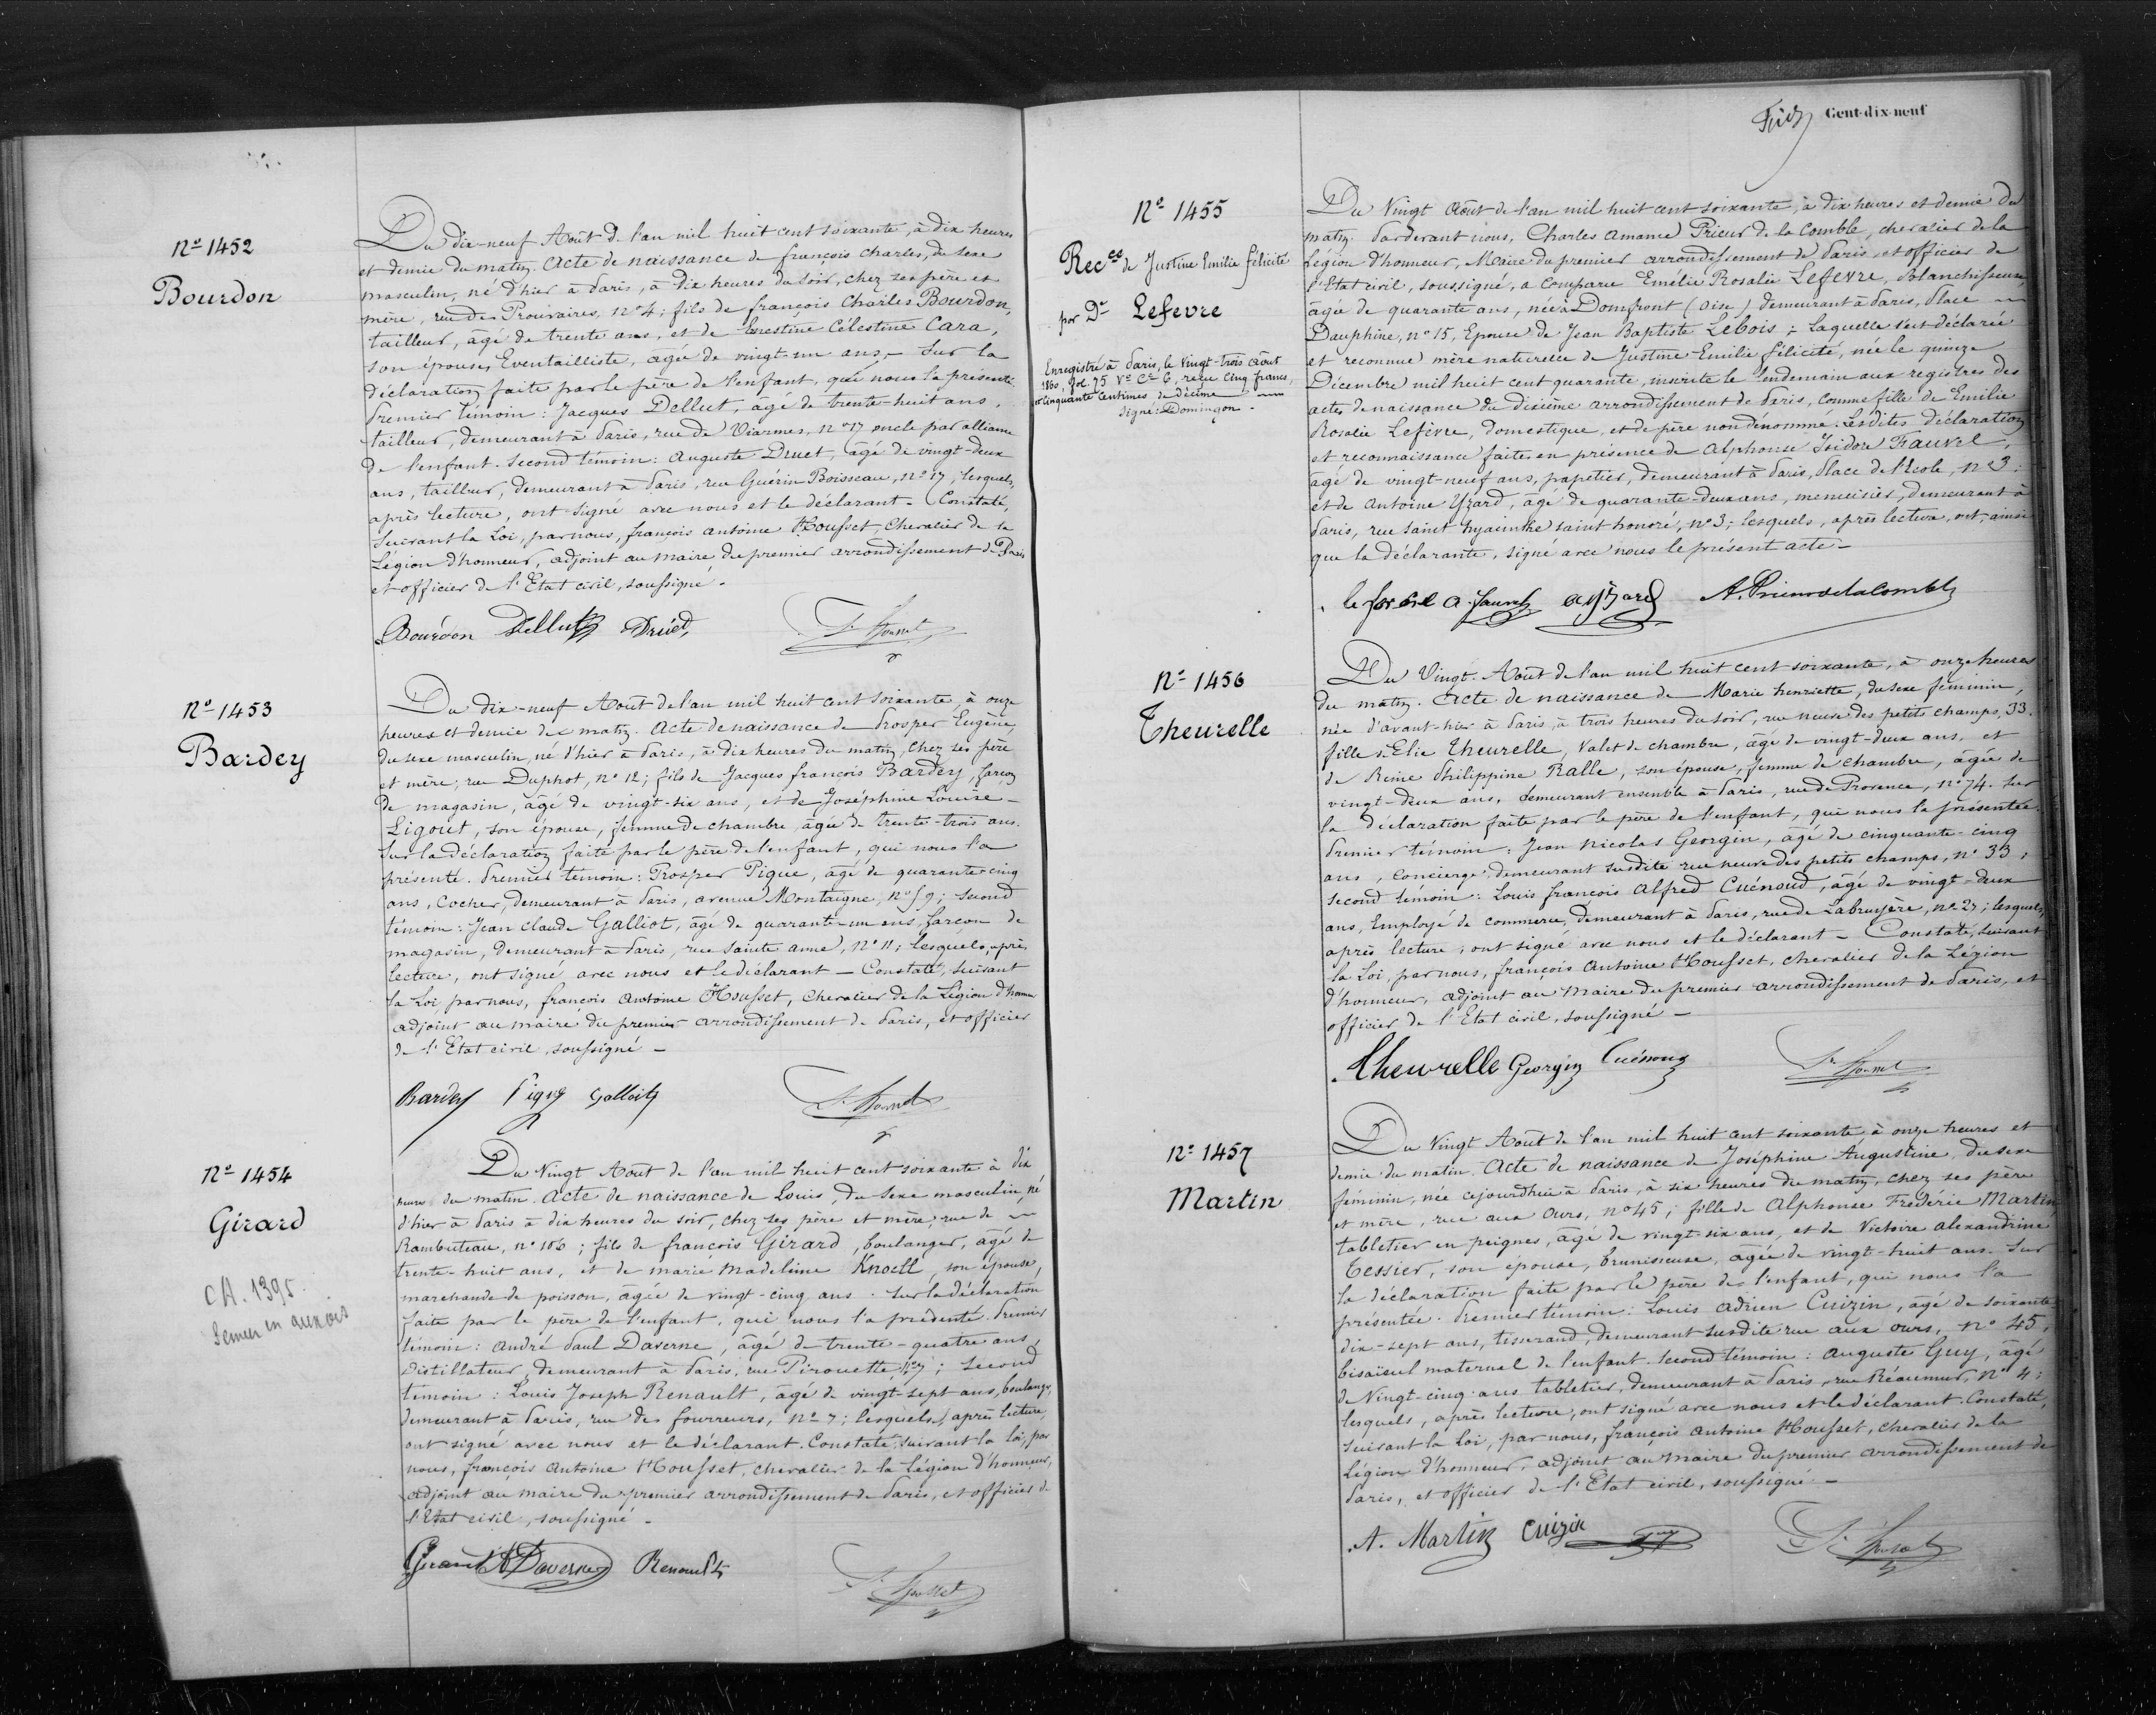 Nº 1452
Bourdon
Du dix-neuf Août de l'an mil huit cent soixante, à dix heures
et demie du matin. Acte de naissance de françois Charles, du sexe
masculin, né d'hier à Paris, à dix heures du soir, chez ses père et
mère, rue des Prouvaires, nº 4; fils de françois Charles Bourdon,
tailleur, âgé de trente ans, et de Ernestine Célestine Cara,
son épouse, Eventailliste, âgée de vingt-un ans. - Sur la
déclaration faite par le père de l'enfant, qui nous l'a présenté.
Premier témoin: Jacques Dellut, âgé de trente-huit ans,
tailleur, demeurant à Paris, rue de Viarmes, nº 17 oncle par alliance
de l'enfant. Second témoin: Auguste Druet, âgé de vingt-deux
ans, tailleur, demeurant à Paris, rue Guérin Boisseau, nº 17, lesquels,
après lecture, ont signé avec nous et le déclarant - Constaté,
suivant la Loi, par nous, françois antoine Housset, Chevalier de la
Légion d'honneur, adjoint au maire du premier arrondissement de Paris
et officier de l'Etat civil, soussigné -
Bourdon Dellut Druet
Nº 1453
Bardey
Du dix-neuf Août de l'an mil huit cent soixante, à onze
heures et demie du matin. Acte de naissance de Prosper Eugène,
du sexe masculin, né d'hier à Paris, à dix heures du matin, chez ses père
et mère, rue Duphot, nº 12; fils de Jacques françois Bardey, garçon
de magasin, âgé de vingt-six ans, et de Joséphine Louise -
Ligout, son épouse, femme de chambre, âgée de trente-trois ans.
Sur la déclaration faite par le père de l'enfant, qui nous l'a
présenté. Premier témoin: Prosper Pigue, âgé de quarante-cinq
ans, Cocher, demeurant à Paris, avenue Montaigne, nº 59; second
témoin: Jean Claude Galliot, âgé de quarante-un ans, garçon de
magasin, demeurant à Paris, rue Sainte anne, Nº 11; lesquels, après
lecture, ont signé avec nous et le déclarant - Constaté, suivant
la Loi, par nous, françois Antoine Housset, Chevalier de la Légion d'honneur
adjoint au maire du premier arrondissement de Paris, et officier
de l'Etat civil, soussigné -
Bardey Pigue Galliot
Nº 1454
Girard
CA. 1395.
Semur en auxois
Du Vingt Août de l'an mil huit cent soixante à dix
heures du matin. Acte de naissance de Louis, du sexe masculin, né
d'hier à Paris à dix heures du soir, chez ses père et mère, rue de
Rambuteau, nº 106; fils de françois Girard, boulanger, âgé de
trente-huit ans, et de marie Madeleine Knoell, son épouse,
marchande de poisson, âgée de vingt-cinq ans. Sur la déclaration
faite par le père de l'enfant, qui nous l'a présenté. Premier
témoin: André Paul Daverne, âgé de trente-quatre ans,
Distillateur, demeurant à Paris, rue Pirouette, ; second
témoin: Louis Joseph Renault, âgé de vingt-sept ans, boulanger,
demeurant à Paris, rue des fourreurs, nº 7; lesquels, après lecture,
ont signé avec nous et le déclarant. Constaté, suivant la loi, par
nous, françois Antoine Housset, chevalier de la Légion d'honneur,
adjoint au maire du premier arrondissement de Paris, et officier de
l'Etat civil, soussigné -
Girard Daverne Renault
Cent-dix-neuf
Nº 1455
Recce de Justine Emilie félicité
par De Lefevre
Enregistré à Paris, le Vingt-trois août
1860, fol. 75 Vº Ce 6, reçu Cinq francs,
et Cinquante Centimes de décime
signé: Domingon -
Du Vingt Août de l'an mil huit cent soixante, à dix heures et demie du
matin. Pardevant nous, Charles Amance Prieur de la Comble, chevalier de la
Légion d'honneur, Maire du premier arrondissement de Paris et officier de
l'Etat civil, soussigné, a comparu Emélie Rosalie Lefevre, Blanchisseuse,
âgée de quarante ans, née à Domfront (Oise) demeurant à Paris, Place
Dauphine, nº 15, Epouse de Jean Baptiste Lebois; Laquelle s'est déclarée
et reconnue mère naturelle de Justine Emilie félicité, née le quinze
Décembre mil huit cent quarante, inscrite le lendemain aux registres des
actes de naissance du dixième arrondissement de Paris, comme fille de Emilie
Rosalie Lefèvre, domestique, et de père non dénommé. Lesdites déclaration
et reconnaissance faites en présence de Alphonse Isidore Fauvel,
âgé de vingt-neuf ans, papetier, demeurant à Paris, Place de l'Ecole, nº 3;
et de Antoine Yzard, âgé de quarante-deux ans, menuisier, demeurant à
Paris, rue saint hyacinthe saint honoré, nº 3; lesquels, après lecture, ont, ainsi
que la déclarante, signé avec nous le présent acte -
A. Fauvel A. Prieur de la Comble
Nº 1456
Theurelle
Du Vingt Août de l'an mil huit cent soixante, à onze heures
du matin. Acte de naissance de Marie henriette, du sexe féminin,
née d'avant-hier à Paris, à trois heures du soir, rue neuve des petits champs, 33.
fille d'Elie Theurelle, Valet de chambre, âgé de vingt-deux ans, et
de Reine Philippine Ralle, son épouse, femme de chambre, âgée de
vingt-deux ans, demeurant ensemble à Paris, rue de Provence, nº 74. Sur
la déclaration faite par le père de l'enfant, qui nous l'a présentée.
Premier témoin: Jean Nicolas Georgin, âgé de cinquante-cinq
ans, Concierge, demeurant susdite rue neuve des petits champs, nº 33;
second témoin: Louis françois Alfred Cuénoud, âgé de vingt-deux
ans, Employé de commerce, demeurant à Paris, rue de Labruyère, nº 27; lesquels,
après lecture, ont signé avec nous et le déclarant - Constaté, suivant
la Loi, par nous, françois Antoine Housset, chevalier de la Légion
d'honneur, adjoint au Maire du premier arrondissement de Paris, et
officier de l'Etat civil, soussigné -
Theurelle Georgin Cuénoud
Nº 1457
Martin
Du Vingt Août de l'an mil huit cent soixante à onze heures et
demie du matin. Acte de naissance de Joséphine Augustine, du sexe
féminin, née cejourdhui à Paris, à six heures du matin, chez ses père
et mère, rue aux Ours, nº 45; fille de Alphonse Frédéric Martin
tabletier en peignes, âgé de vingt-six ans, et de Victoire alexandrine
Tessier, son épouse, brunisseuse, âgée de vingt-huit ans. Sur
la déclaration faite par le père de l'enfant, qui nous l'a
présentée. Premier témoin: Louis Adrien Cuizin, âgé de soixante
dix-sept ans, tisserand, demeurant susdite rue aux ours, nº 45,
bisaïeul maternel de l'enfant. Second témoin: Auguste Guy, âgé
de Vingt-cinq ans tabletier, demeurant à Paris, rue Réaumur, nº 4;
lesquels, après lecture, ont signé avec nous et le déclarant. Constaté,
suivant la Loi, par nous, françois Antoine Housset, chevalier de la
Légion d'honneur, adjoint au maire du premier arrondissement de
Paris, et officier de l'Etat civil, soussigné -
A. Martin Cuizin Guy